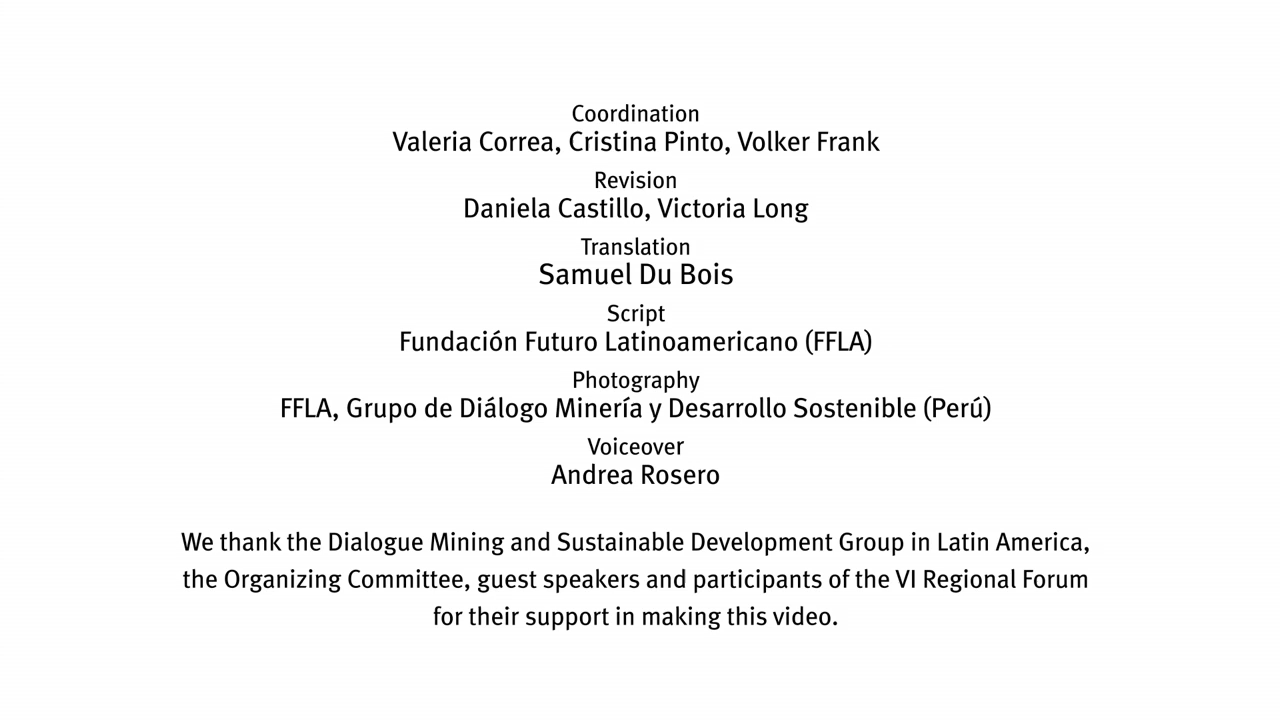 Coordination
Valeria Correa, Cristina Pinto, Volker Frank
Revision
Daniela Castillo, Victoria Long
Translation
Samuel Du Bois
Script
Fundación Futuro Latinoamericano (FFLA)
Photography
FFLA, Grupo de Diálogo Minería y Desarrollo Sostenible (Perú)
Voiceover
Andrea Rosero
We thank the Dialogue Mining and Sustainable Development Group in Latin America,
the Organizing Committee, guest speakers and participants of the VI Regional Forum
for their support in making this video.